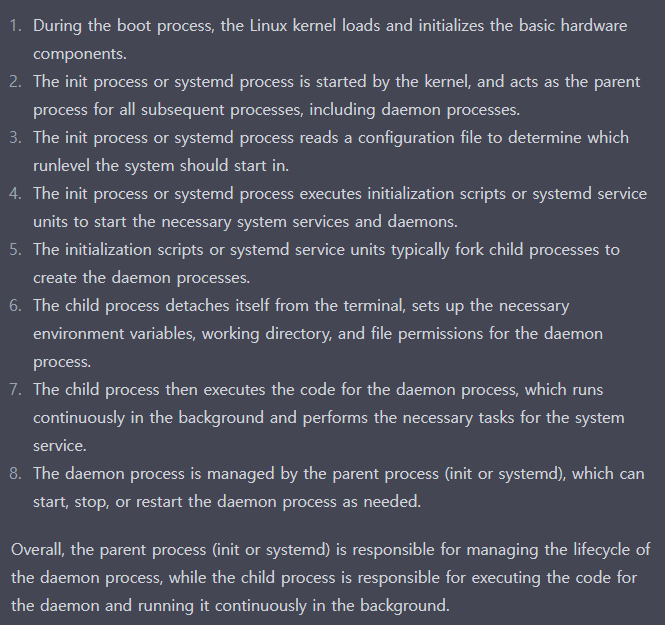 1. During the boot process, the Linux kernel loads and initializes the basic hardware
components.
2. The init process or systemd process is started by the kernel, and acts as the parent
process for all subsequent processes, including daemon processes.
3. The init process or systemd process reads a configuration file to determine which
runlevel the system should start in.
4. The init process or systemd process executes initialization scripts or systemd service
units to start the necessary system services and daemons.
5. The initialization scripts or systemd service units typically fork child processes to
create the daemon processes.
6. The child process detaches itself from the terminal, sets up the necessary
environment variables, working directory, and file permissions for the daemon
process.
7. The child process then executes the code for the daemon process, which runs
continuously in the background and performs the necessary tasks for the system
service.
8. The daemon process is managed by the parent process (init or systemd), which can
start, stop, or restart the daemon process as needed.
Overall, the parent process (init or systemd) is responsible for managing the lifecycle of
the daemon process, while the child process is responsible for executing the code for
the daemon and running it continuously in the background.